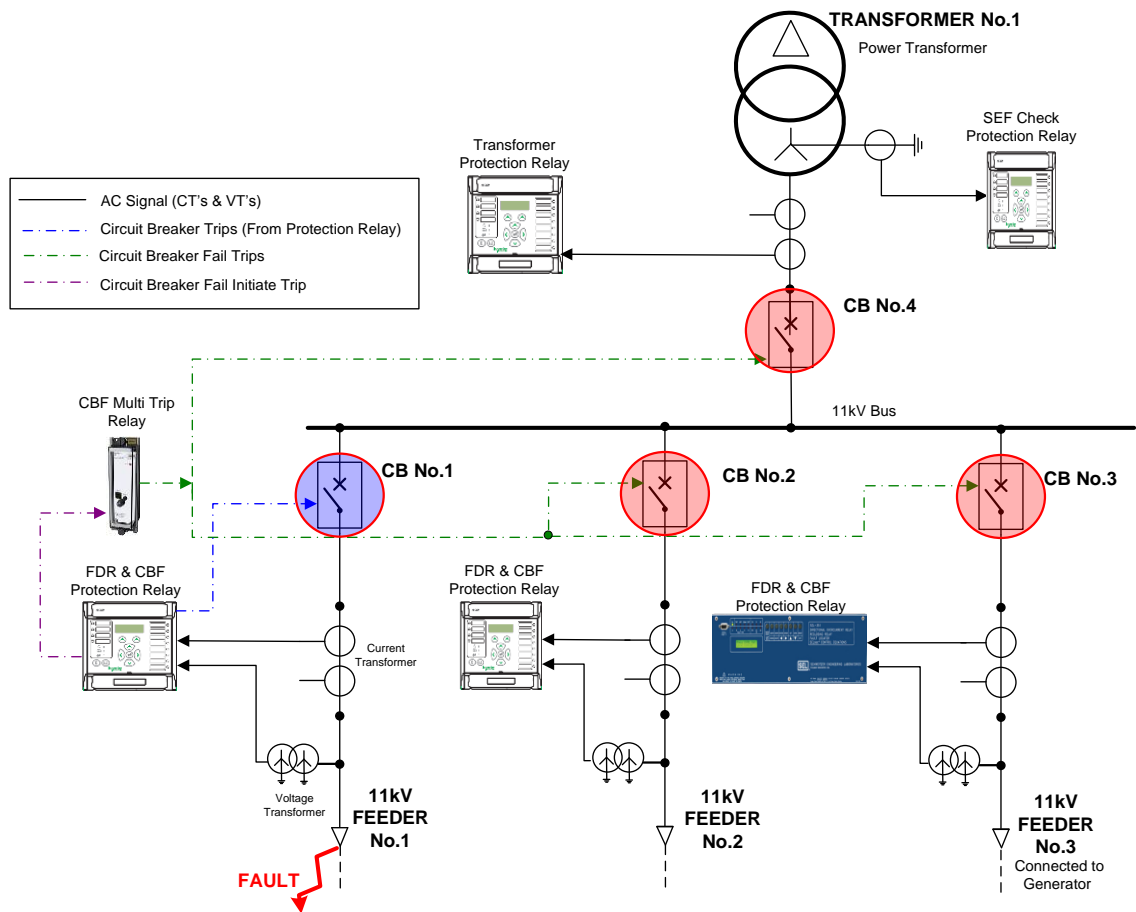 TRANSFORMER No.1
Power Transformer
SEF Check
Protection Relay
Transformer
Protection Relay
AC Signal (CT's & VT's)
Circuit Breaker Trips (From Protection Relay)
Circuit Breaker Fail Trips
Circuit Breaker Fail Initiate Trip
CB No.4
CBF Multi Trip
Relay
11kV Bus
CB No.1
CB No.2
CB No.3
FDR & CBF
Protection Relay
FDR & CBF
Protection Relay
FDR & CBF
Protection Relay
Current
Transformer
Voltage
Transformer
11kV
FEEDER
No.1
11kV
FEEDER
No.2
11kV
FEEDER
No.3
Connected to
Generator
FAULT